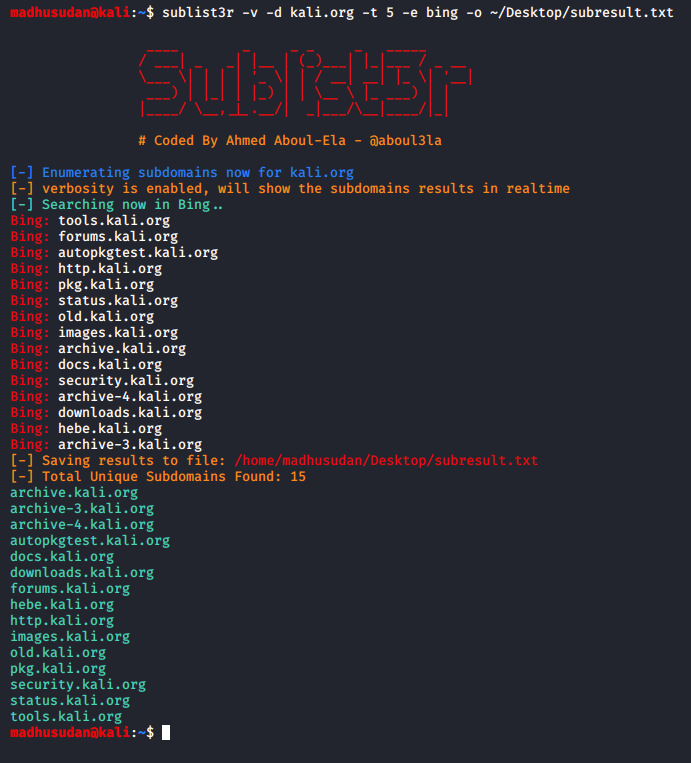 madhusudan@kali:~$ sublist3r -v -d kali.org -t 5 -e bing -o ~/Desktop/subresult.txt
Sublist3r
# Coded By Ahmed Aboul-Ela - @aboul3la
[-] Enumerating subdomains now for kali.org
[-] verbosity is enabled, will show the subdomains results in realtime
[-] Searching now in Bing..
Bing: tools.kali.org
Bing: forums.kali.org
Bing: autopkgtest.kali.org
Bing: http.kali.org
Bing: pkg.kali.org
Bing: status.kali.org
Bing: old.kali.org
Bing: images.kali.org
Bing: archive.kali.org
Bing: docs.kali.org
Bing: security.kali.org
Bing: archive-4.kali.org
Bing: downloads.kali.org
Bing: hebe.kali.org
Bing: archive-3.kali.org
[-] Saving results to file: /home/madhusudan/Desktop/subresult.txt
[-] Total Unique Subdomains Found: 15
archive.kali.org
archive-3.kali.org
archive-4.kali.org
autopkgtest.kali.org
docs.kali.org
downloads.kali.org
forums.kali.org
hebe.kali.org
http.kali.org
images.kali.org
old.kali.org
pkg.kali.org
security.kali.org
status.kali.org
tools.kali.org
madhusudan@kali:~$